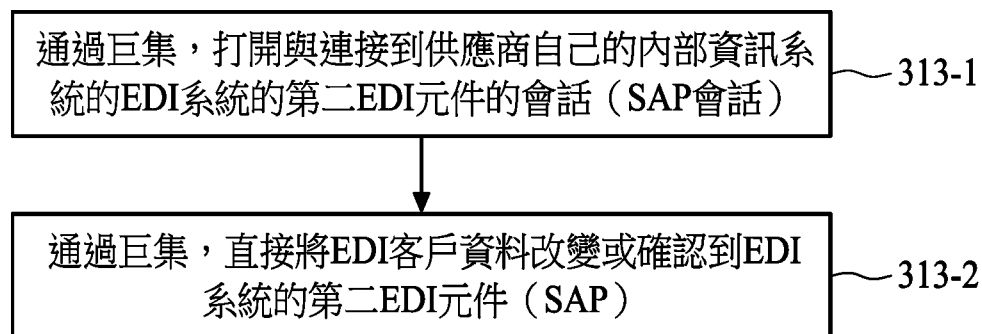 通過巨集，打開與連接到供應商自己的內部資訊系
統的EDI系統的第二EDI元件的會話（SAP會話）
313-1
通過巨集，直接將EDI客戶資料改變或確認到EDI
系統的第二EDI元件（SAP）
313-2